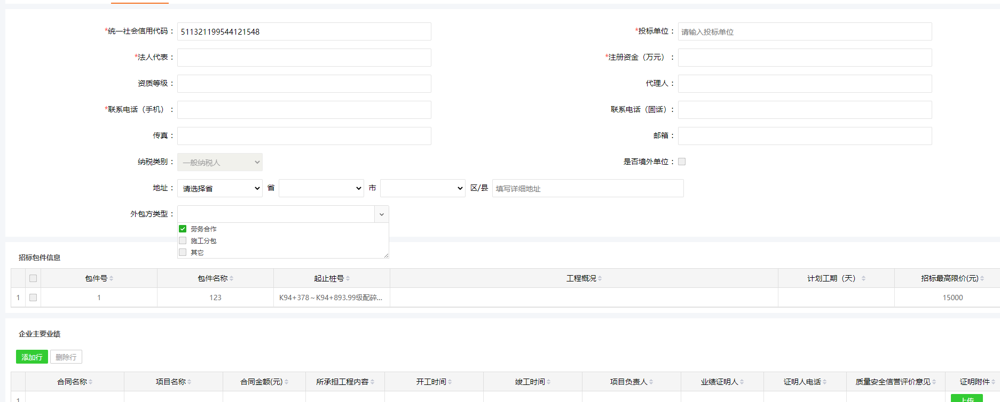 *统一社会信用代码： 511321199544121548 *投标单位： 请输入投标单位
*法人代表： *注册资金（万元）：
资质等级： 代理人：
*联系电话（手机）： 联系电话（固话）：
传真： 邮箱：
纳税类别： 一般纳税人 是否境外单位：
地址： 请选择省 省 市 区/县 填写详细地址
外包方类型：
劳务合作
施工分包
其它
招标包件信息
包件号 包件名称 起止桩号 工程概况 计划工期（天） 招标最高限价(元)
1 1 123 K94+378～K94+893.99级配碎... 15000
企业主要业绩
添加行 删除行
合同名称 项目名称 合同金额(元) 所承担工程内容 开工时间 竣工时间 项目负责人 业绩证明人 证明人电话 质量安全信誉评价意见 证明附件
1 上传